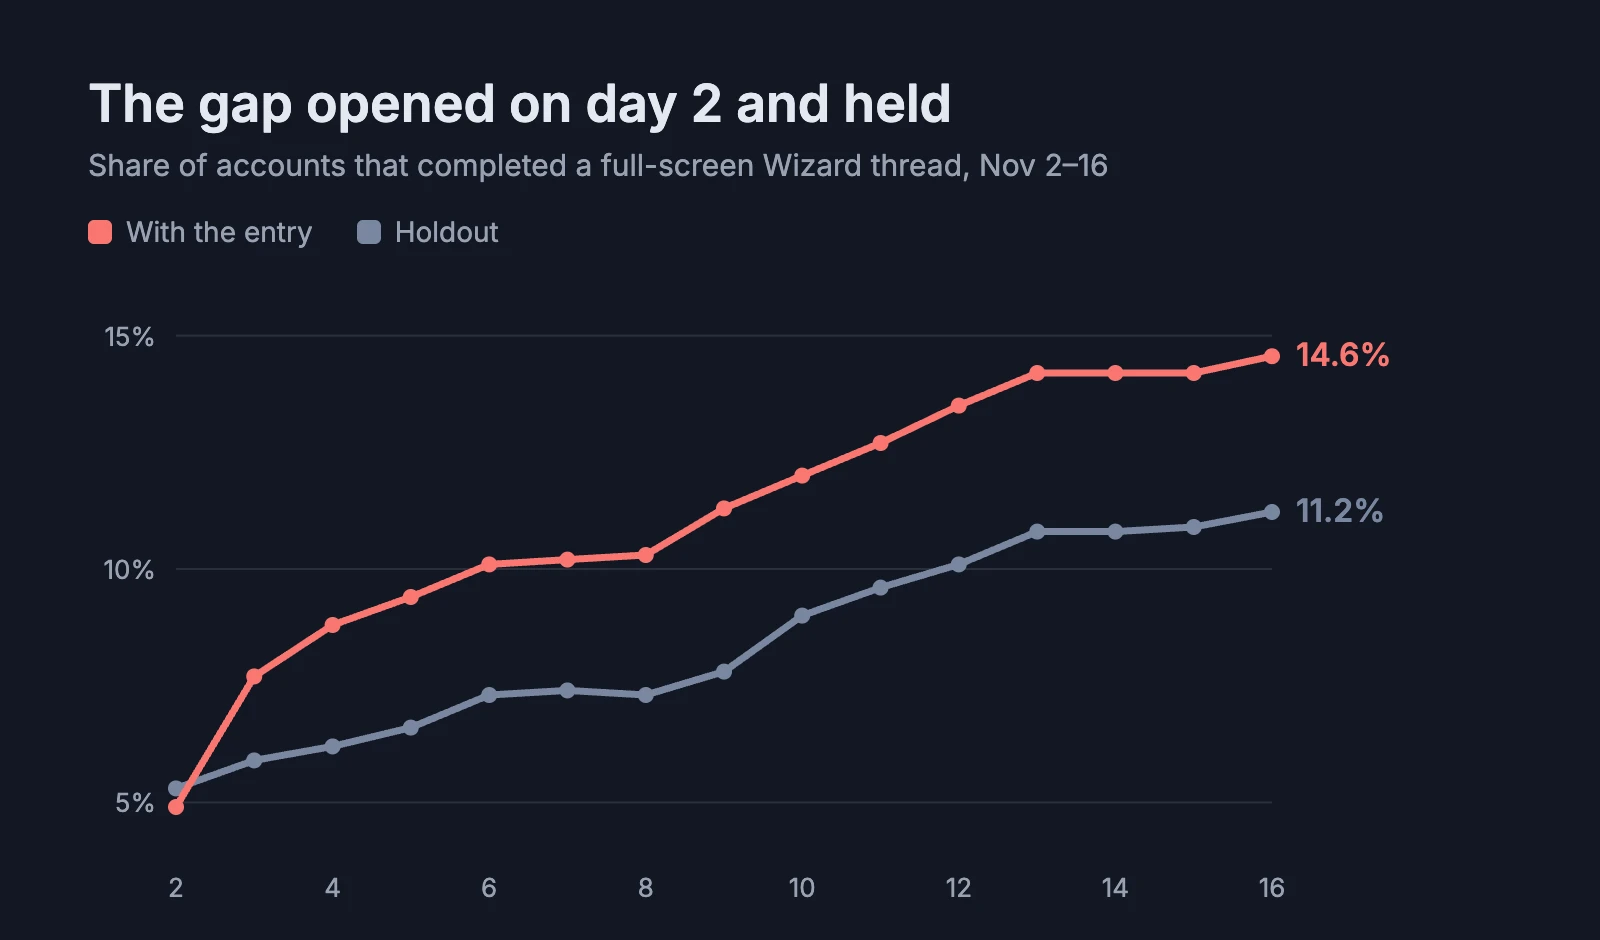 The gap opened on day 2 and held
Share of accounts that completed a full-screen Wizard thread, Nov 2–16
With the entry Holdout
15%
14.6%
11.2%
10%
5%
2 4 6 8 10 12 14 16